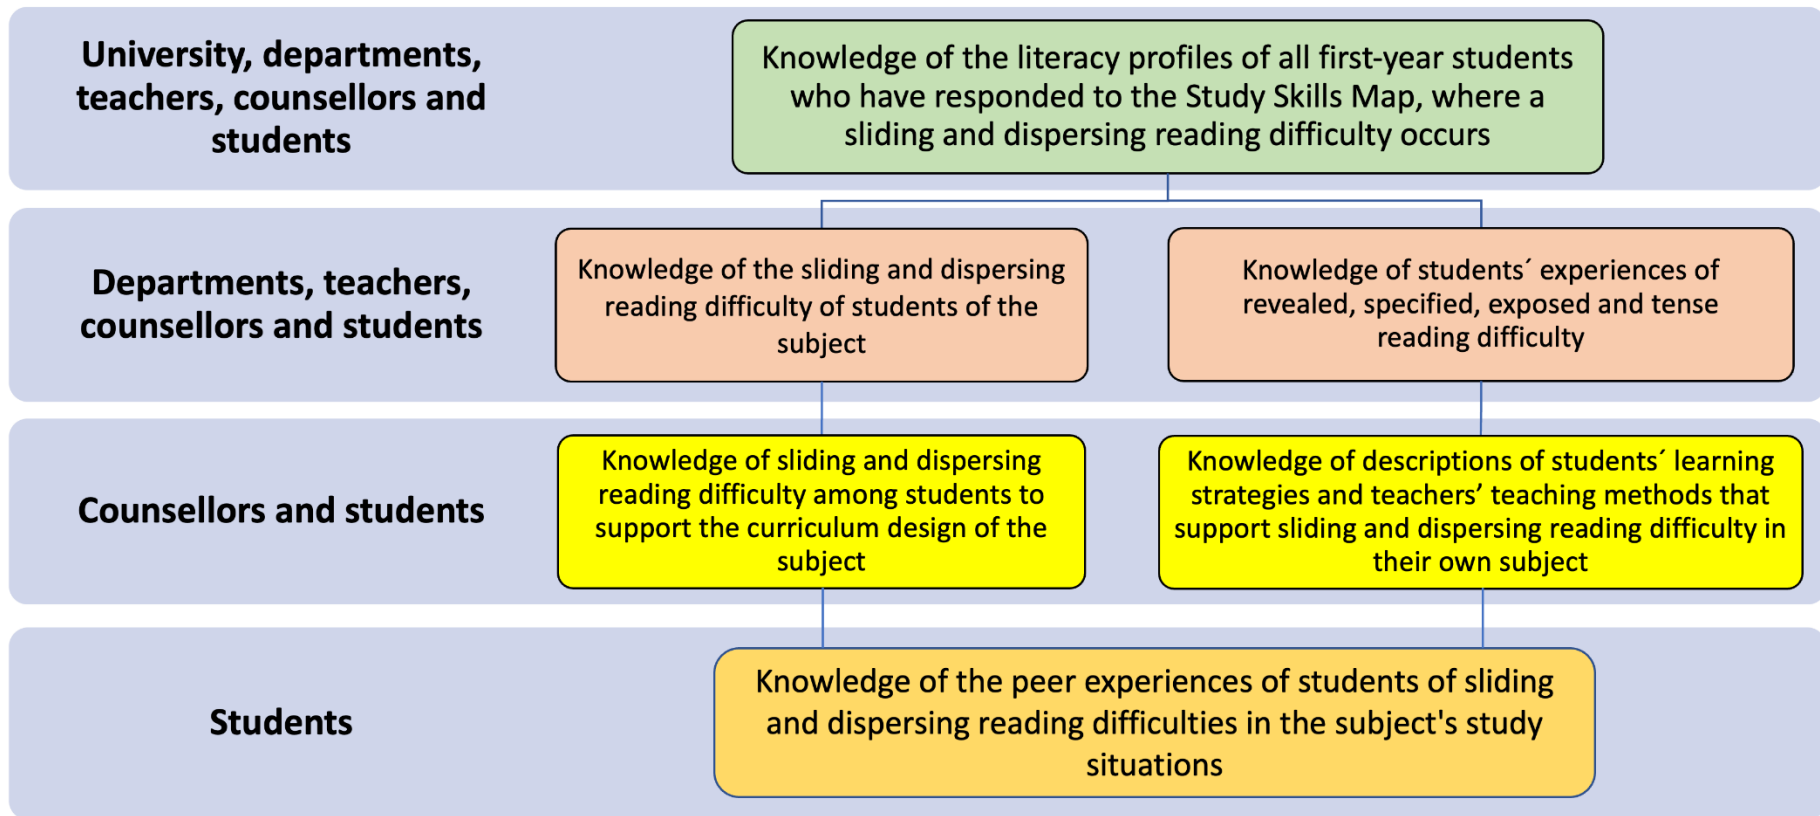 University, departments,
teachers, counsellors and
students
Knowledge of the literacy profiles of all first-year students
who have responded to the Study Skills Map, where a
sliding and dispersing reading difficulty occurs
Departments, teachers,
counsellors and students
Knowledge of the sliding and dispersing
reading difficulty of students of the
subject
Knowledge of students´ experiences of
revealed, specified, exposed and tense
reading difficulty
Counsellors and students
Knowledge of sliding and dispersing
reading difficulty among students to
support the curriculum design of the
subject
Knowledge of descriptions of students´ learning
strategies and teachers’ teaching methods that
support sliding and dispersing reading difficulty in
their own subject
Students
Knowledge of the peer experiences of students of sliding
and dispersing reading difficulties in the subject's study
situations